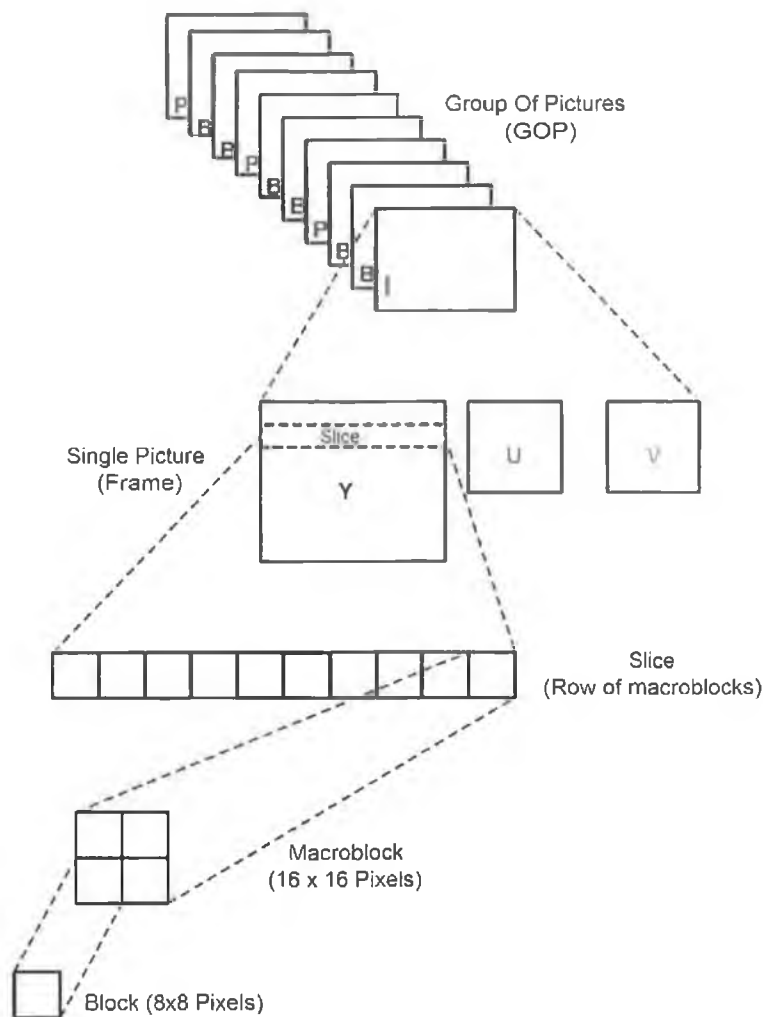 P
B
B
P
B
B
P
B
B
I
Group Of Pictures
(GOP)
Slice
Single Picture
(Frame)
Y
U
V
Slice
(Row of macroblocks)
Macroblock
(16 x 16 Pixels)
Block (8x8 Pixels)